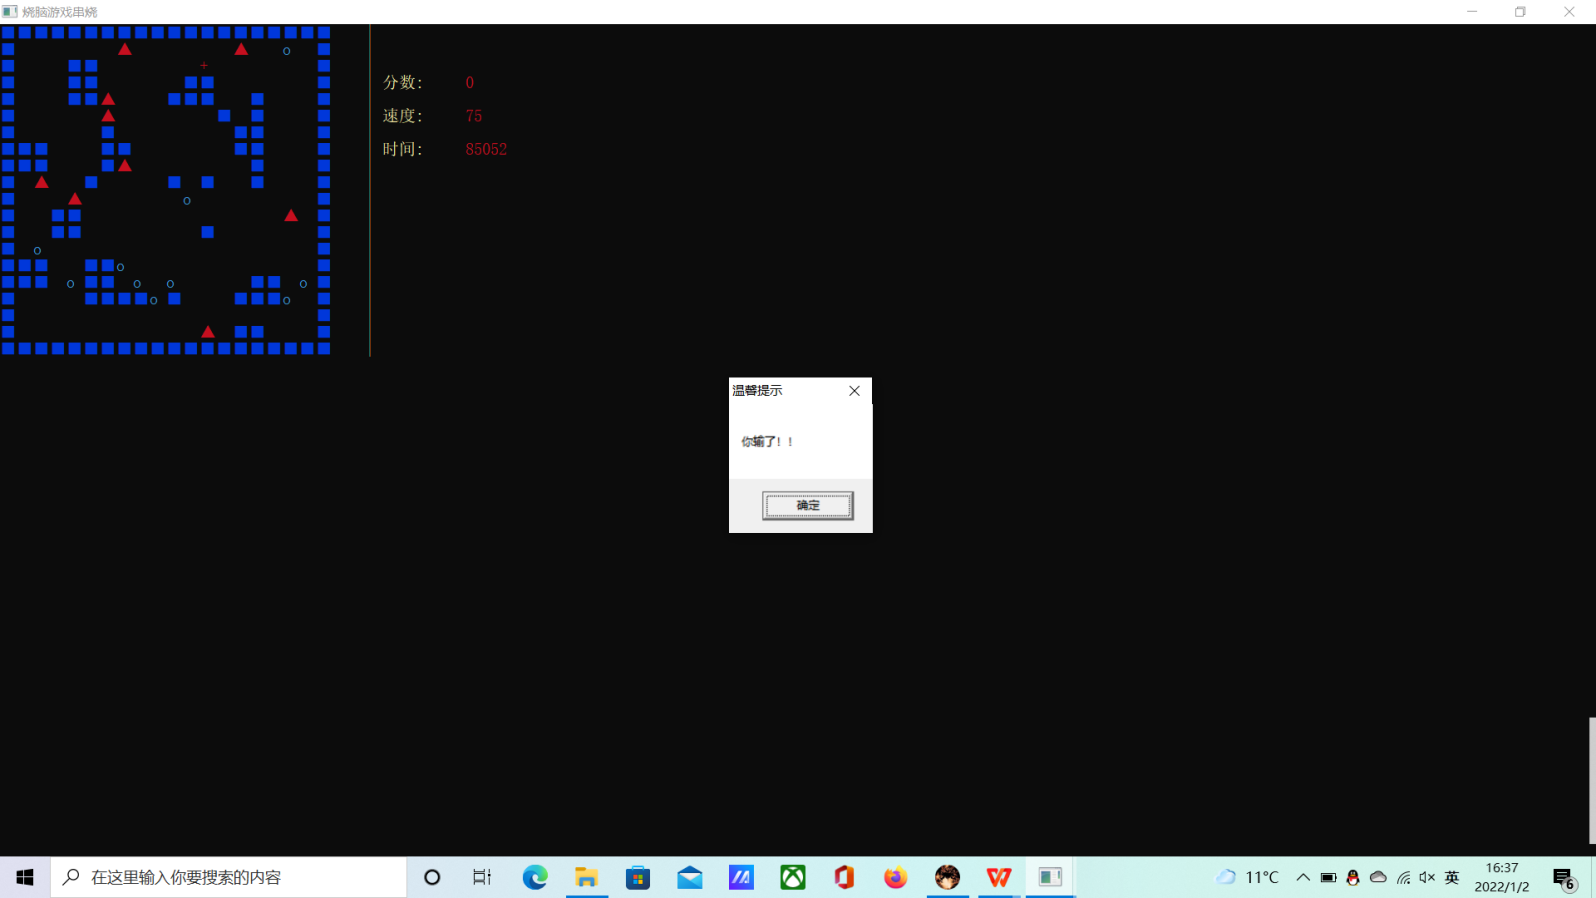 烧脑游戏串烧
分数： 0
速度： 75
时间： 85052
温馨提示
你输了！！
确定
在这里输入你要搜索的内容
11°C
英
16:37
2022/1/2
6